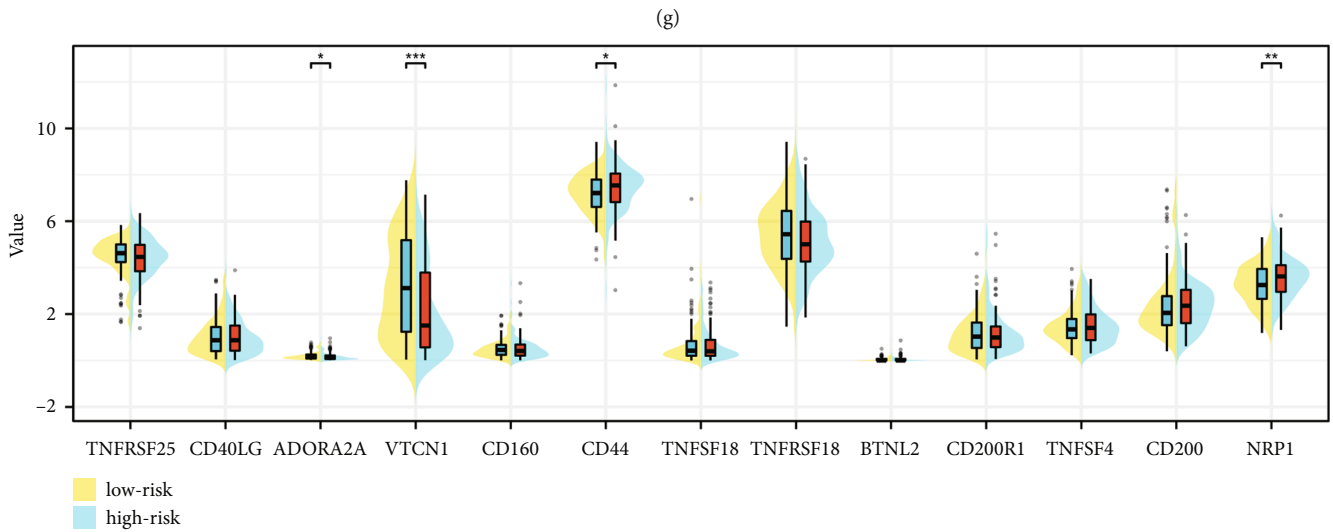 (g)
* *** * **
10
6
2
−2
Value
TNFRSF25 CD40LG ADORA2A VTCN1 CD160 CD44 TNFSF18 TNFRSF18 BTNL2 CD200R1 TNFSF4 CD200 NRP1
low-risk
high-risk